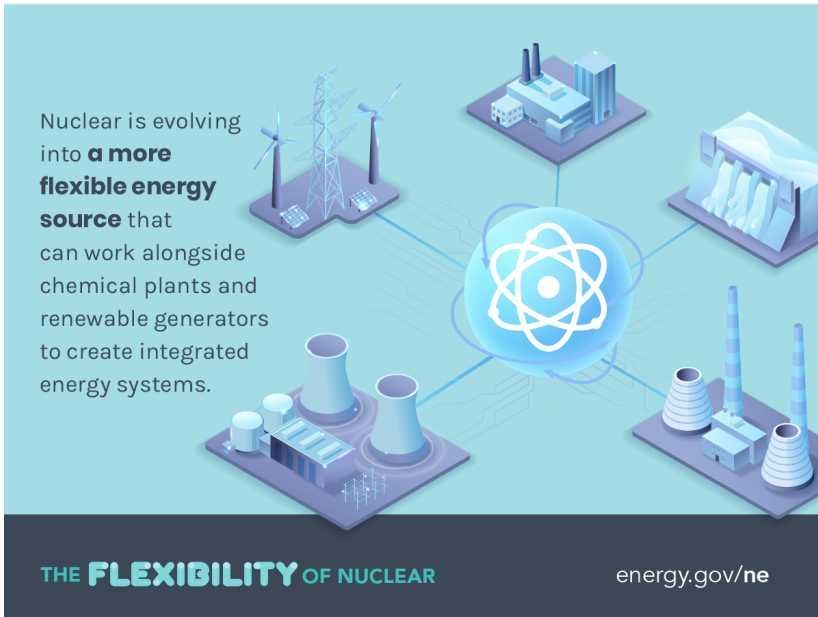 Nuclear is evolving
into a more
flexible energy
source that
can work alongside
chemical plants and
renewable generators
to create integrated
energy systems.
THE FLEXIBILITY OF NUCLEAR
energy.gov/ne